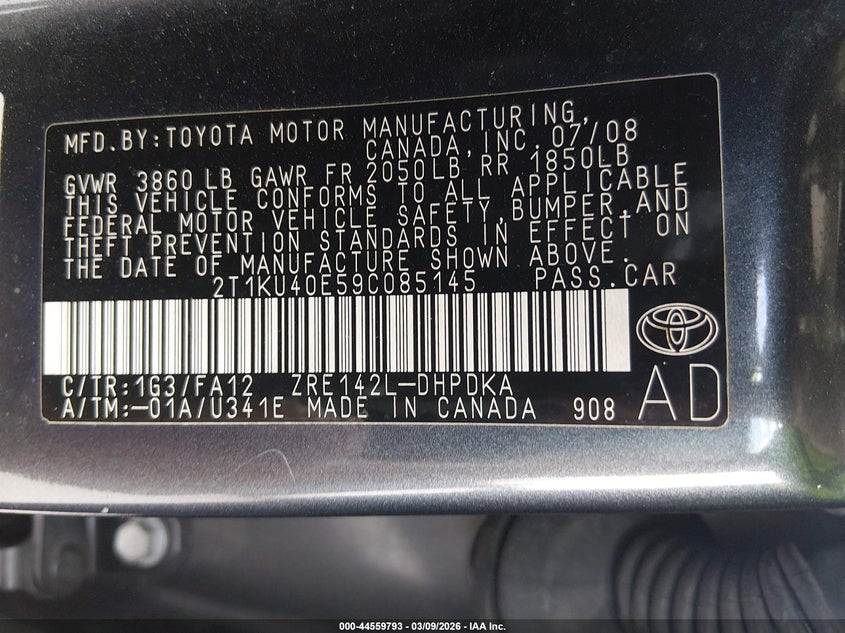 MFD.BY:TOYOTA MOTOR MANUFACTURING,
CANADA,INC.07/08
GVWR 3860 LB GAWR FR 2050LB RR 1850LB
THIS VEHICLE CONFORMS TO ALL APPLICABLE
FEDERAL MOTOR VEHICLE SAFETY,BUMPER,AND
THEFT PREVENTION STANDARDS IN EFFECT ON
THE DATE OF MANUFACTURE SHOWN ABOVE.
2T1KU40E59C085145 PASS.CAR
C/TR:1G3/FA12 ZRE142L-DHPDKA
A/TM:-01A/U341E MADE IN CANADA 908
AD
000-44559793 - 03/09/2026 - IAA Inc.